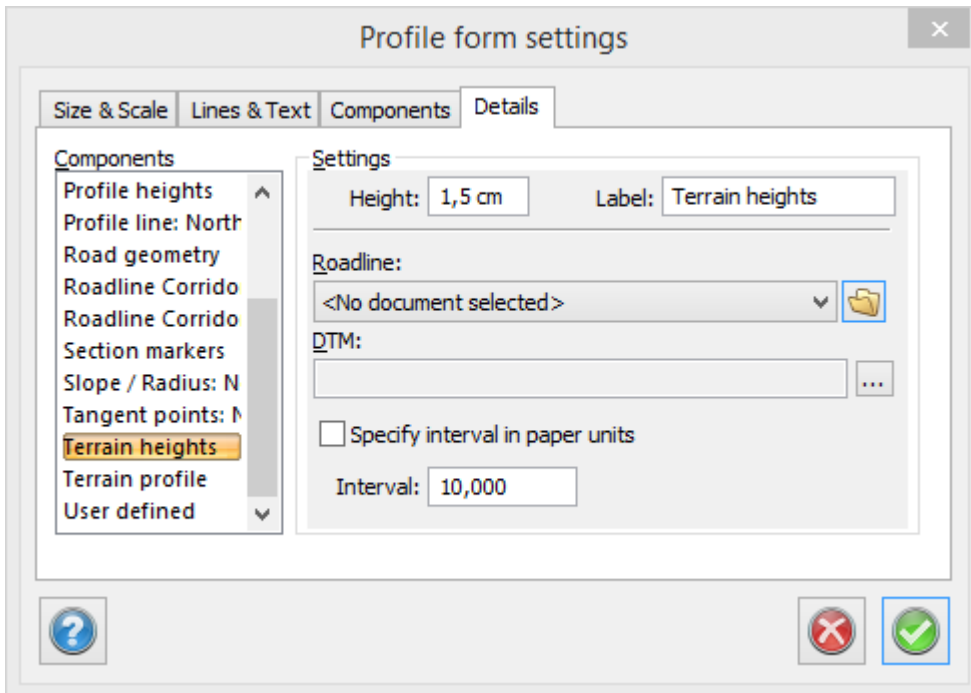 Profile form settings
Size & Scale
Lines & Text
Components
Details
Components
Profile heights
Profile line: North
Road geometry
Roadline Corrido
Roadline Corrido
Section markers
Slope / Radius: N
Tangent points: N
Terrain heights
Terrain profile
User defined
Settings
Height: 1,5 cm
Label: Terrain heights
Roadline:
<No document selected>
DTM:
...
Specify interval in paper units
Interval: 10,000